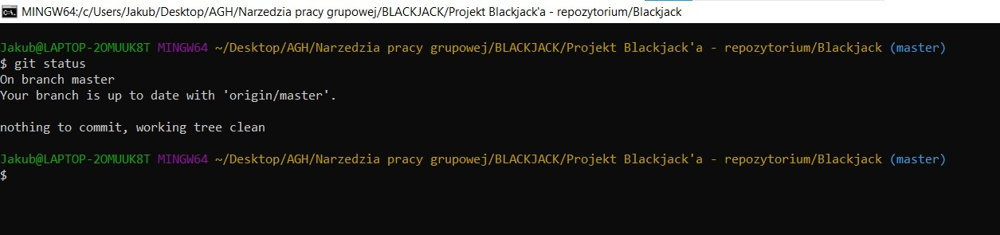 MINGW64:/c/Users/Jakub/Desktop/AGH/Narzedzia pracy grupowej/BLACKJACK/Projekt Blackjack'a - repozytorium/Blackjack
Jakub@LAPTOP-2OMUUK8T MINGW64 ~/Desktop/AGH/Narzedzia pracy grupowej/BLACKJACK/Projekt Blackjack'a - repozytorium/Blackjack (master)
$ git status
On branch master
Your branch is up to date with 'origin/master'.
nothing to commit, working tree clean
Jakub@LAPTOP-2OMUUK8T MINGW64 ~/Desktop/AGH/Narzedzia pracy grupowej/BLACKJACK/Projekt Blackjack'a - repozytorium/Blackjack (master)
$